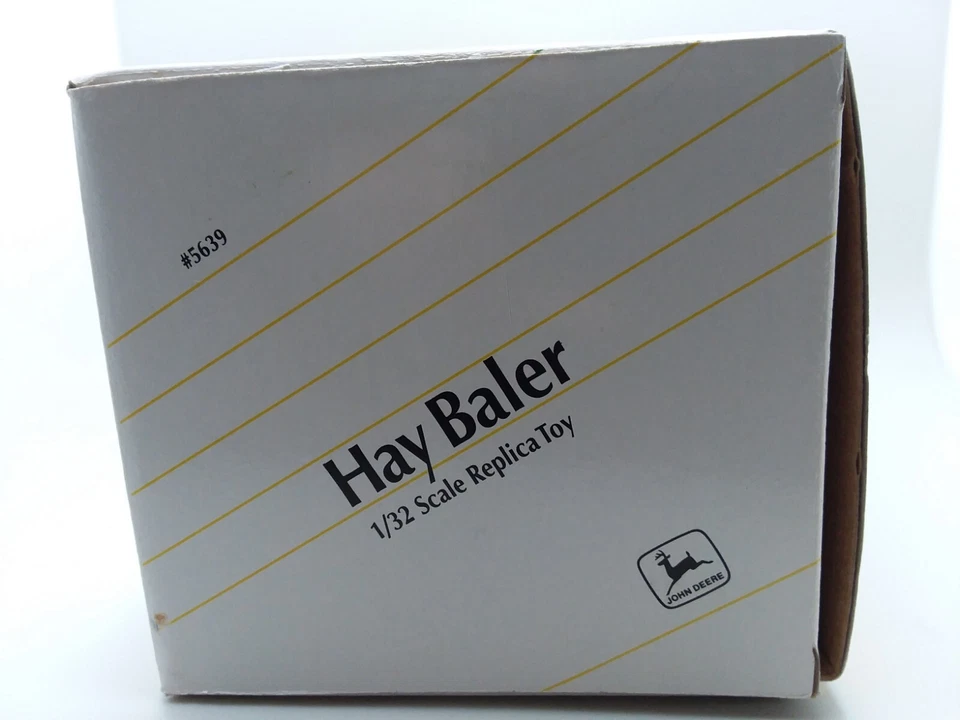 #5639
Hay Baler
1/32 Scale Replica Toy
JOHN DEERE